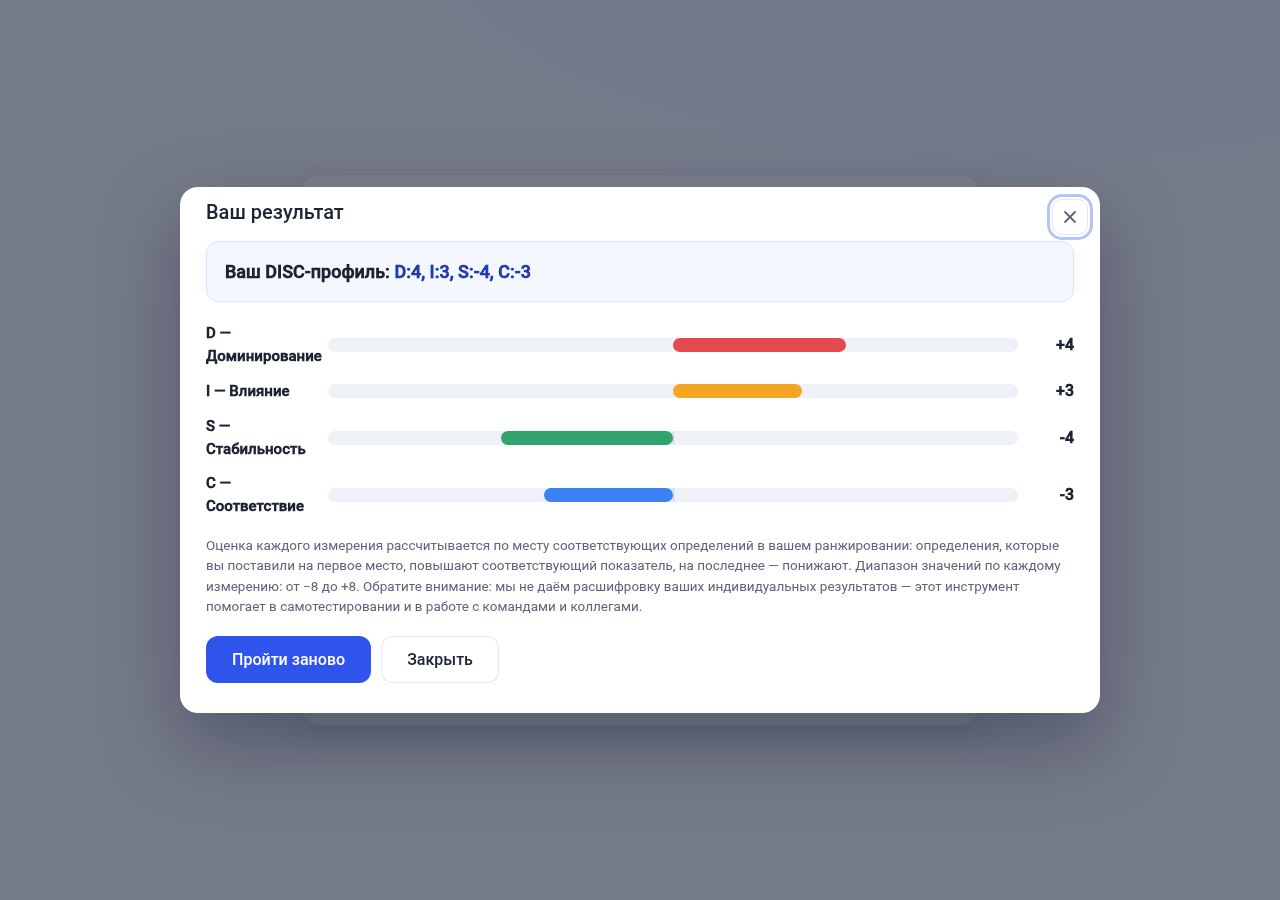 Ваш результат
Ваш DISC-профиль: D:4, I:3, S:-4, C:-3
D —
Доминирование
+4
I — Влияние
+3
S —
Стабильность
-4
C —
Соответствие
-3
Оценка каждого измерения рассчитывается по месту соответствующих определений в вашем ранжировании: определения, которые
вы поставили на первое место, повышают соответствующий показатель, на последнее — понижают. Диапазон значений по каждому
измерению: от −8 до +8. Обратите внимание: мы не даём расшифровку ваших индивидуальных результатов — этот инструмент
помогает в самотестировании и в работе с командами и коллегами.
Пройти заново
Закрыть